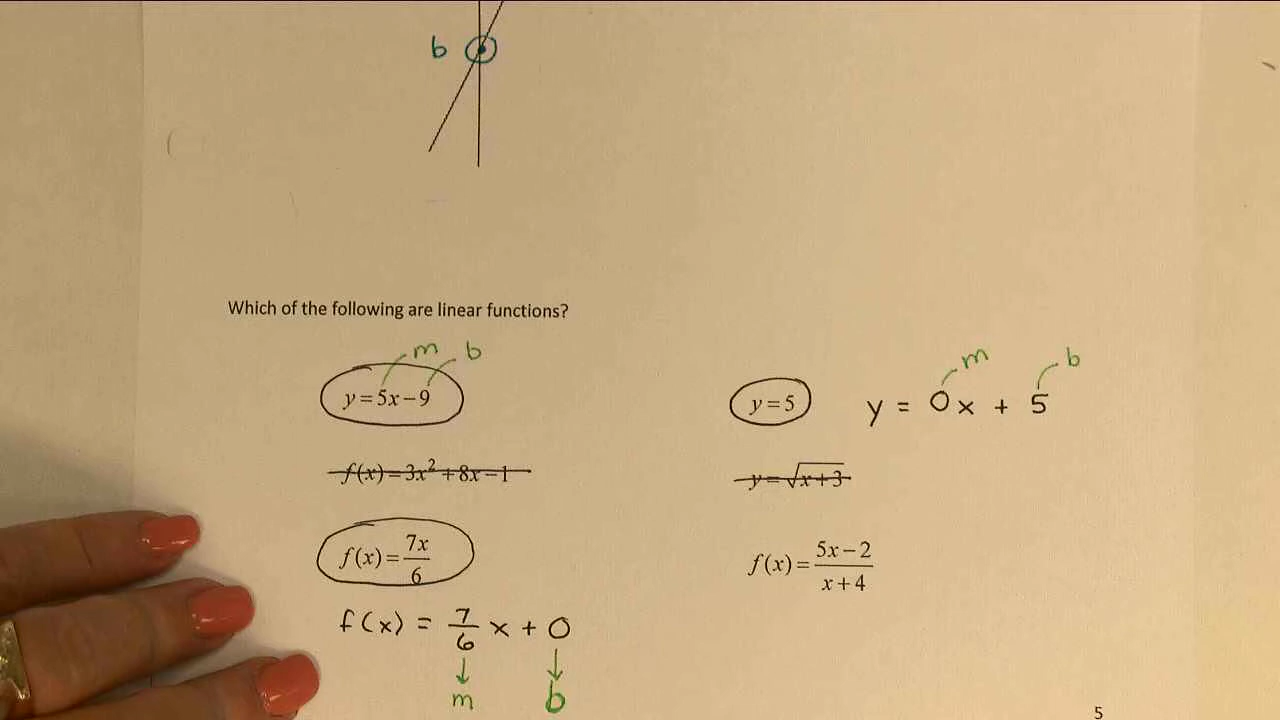 b
Which of the following are linear functions?
m b
y = 5x − 9
m b
y = 5 y = 0x + 5
f(x) = 3x² + 8x − 1
y = √x + 3
f(x) = 7x/6
f(x) = 5x − 2/x + 4
f(x) = 7/6 x + 0
m b
5